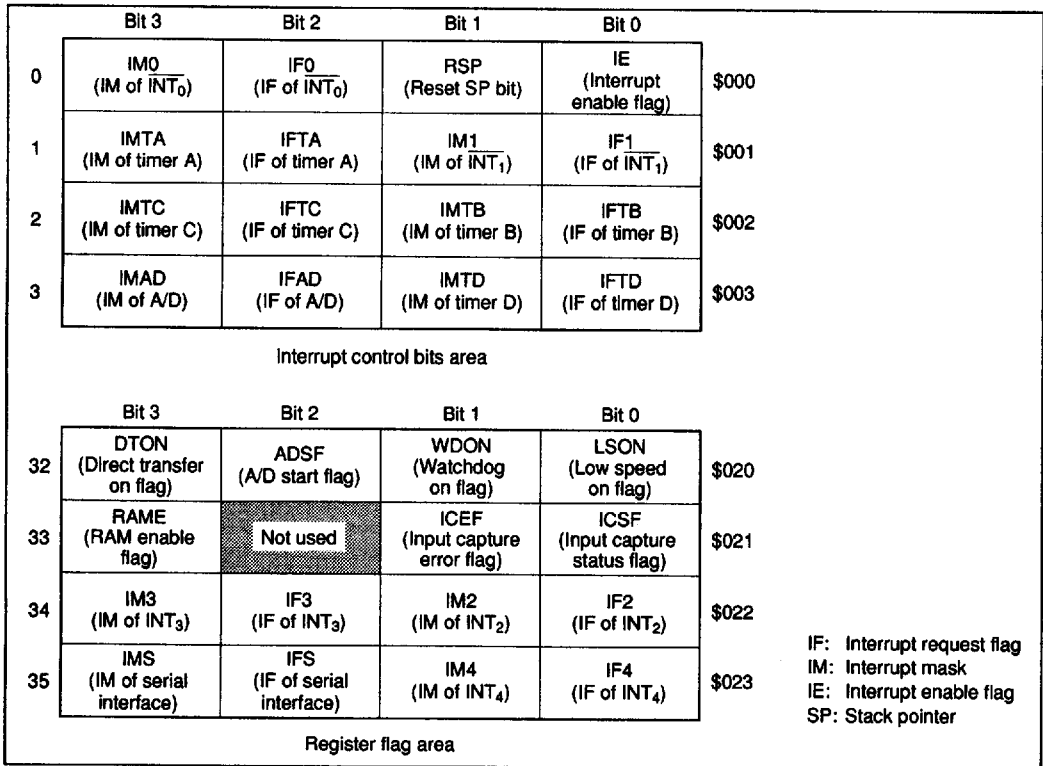 Bit 3 Bit 2 Bit 1 Bit 0
0 IM0 (IM of INT0) IF0 (IF of INT0) RSP (Reset SP bit) IE (Interrupt enable flag) $000
1 IMTA (IM of timer A) IFTA (IF of timer A) IM1 (IM of INT1) IF1 (IF of INT1) $001
2 IMTC (IM of timer C) IFTC (IF of timer C) IMTB (IM of timer B) IFTB (IF of timer B) $002
3 IMAD (IM of A/D) IFAD (IF of A/D) IMTD (IM of timer D) IFTD (IF of timer D) $003
Interrupt control bits area
Bit 3 Bit 2 Bit 1 Bit 0
32 DTON (Direct transfer on flag) ADSF (A/D start flag) WDON (Watchdog on flag) LSON (Low speed on flag) $020
33 RAME (RAM enable flag) Not used ICEF (Input capture error flag) ICSF (Input capture status flag) $021
34 IM3 (IM of INT3) IF3 (IF of INT3) IM2 (IM of INT2) IF2 (IF of INT2) $022
35 IMS (IM of serial interface) IFS (IF of serial interface) IM4 (IM of INT4) IF4 (IF of INT4) $023
Register flag area
IF: Interrupt request flag
IM: Interrupt mask
IE: Interrupt enable flag
SP: Stack pointer